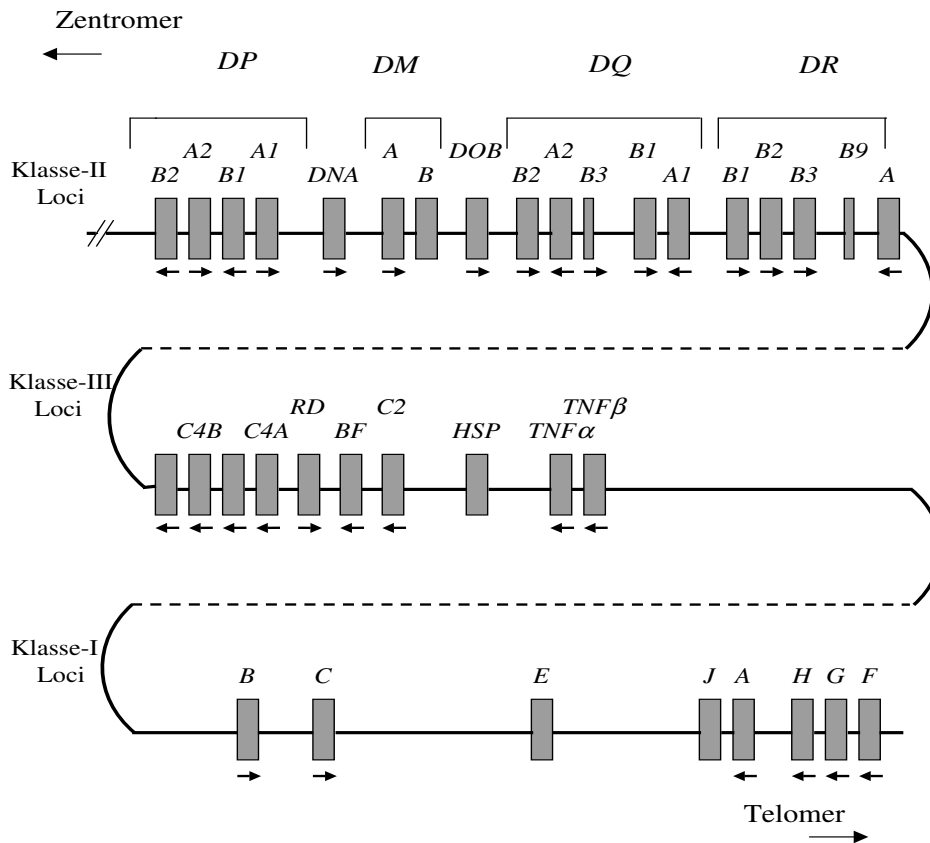 Zentromer
DP DM DQ DR
A2 A1 A DOB A2 B1 B2 B9
Klasse-II Loci
B2 B1 DNA B B2 B3 A1 B1 B3 A
Klasse-III Loci
RD C2 TNFβ
C4B C4A BF HSP TNFα
Klasse-I Loci
B C E J A H G F
Telomer